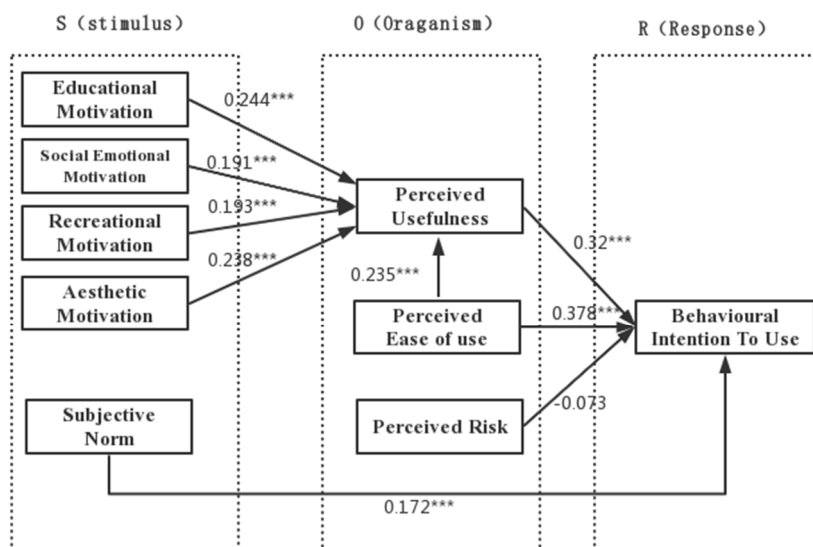 S（stimulus）
O（Oraganism）
R（Response）
Educational
Motivation
0.244***
Social Emotional
Motivation
0.191***
Recreational
Motivation
0.193***
Aesthetic
Motivation
0.238***
Perceived
Usefulness
0.32***
0.235***
Perceived
Ease of use
0.378***
Behavioural
Intention To Use
Subjective
Norm
Perceived Risk
-0.073
0.172***